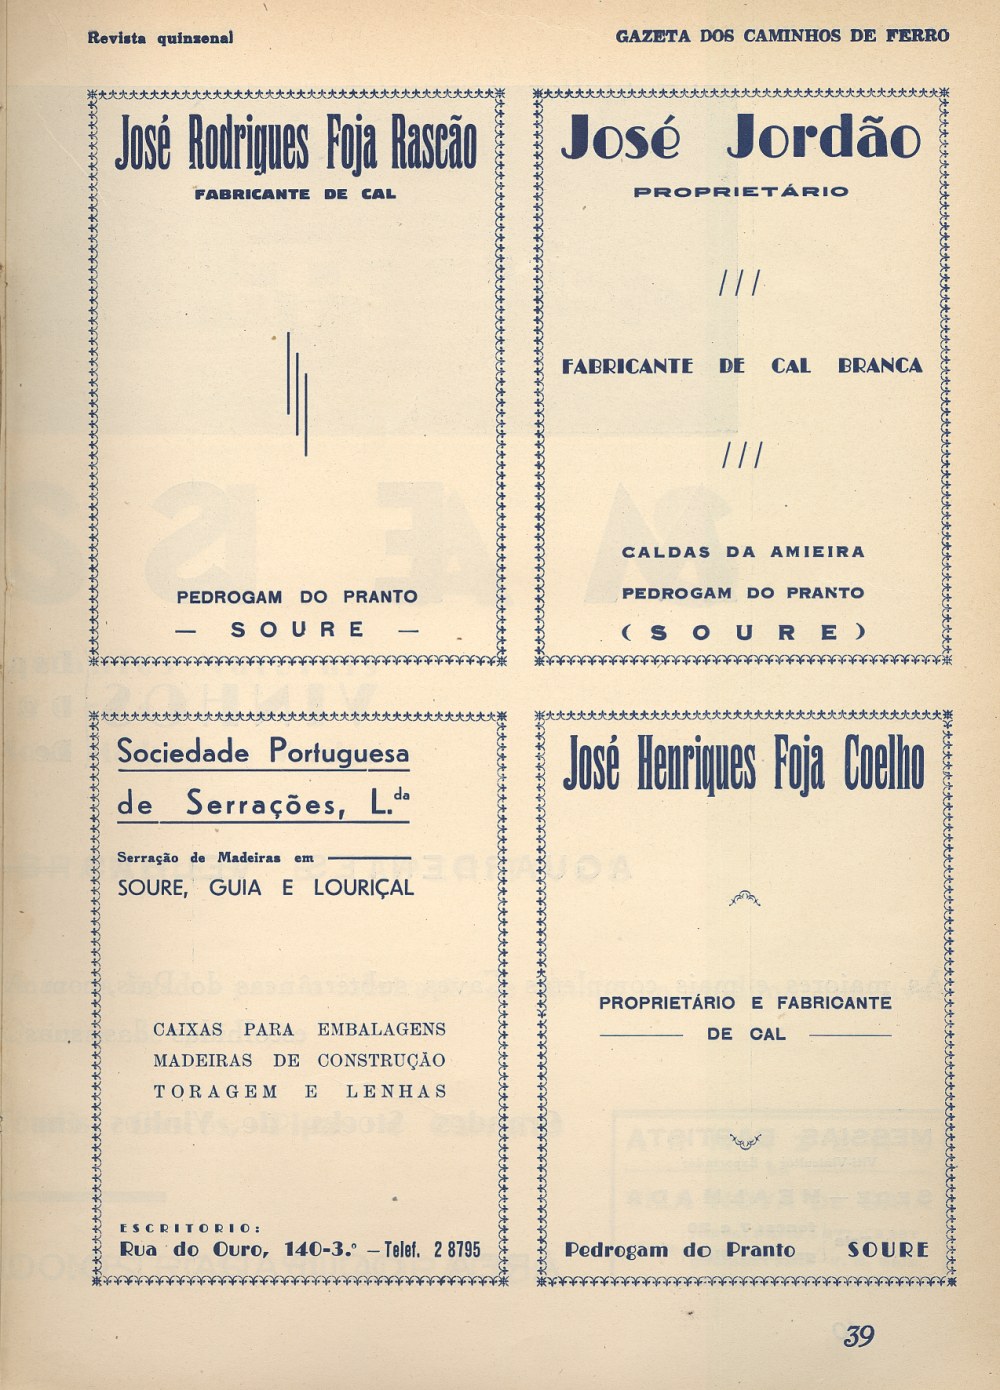 Revista quinzenal
GAZETA DOS CAMINHOS DE FERRO
José Rodrigues Foja Rascão
FABRICANTE DE CAL
PEDROGAM DO PRANTO
— SOURE —
José Jordão
PROPRIETÁRIO
///
FABRICANTE DE CAL BRANCA
///
CALDAS DA AMIEIRA
PEDROGAM DO PRANTO
(SOURE)
Sociedade Portuguesa
de Serrações, L.da
Serração de Madeiras em
SOURE, GUIA E LOURIÇAL
CAIXAS PARA EMBALAGENS
MADEIRAS DE CONSTRUÇÃO
TORAGEM E LENHAS
ESCRITORIO:
Rua do Ouro, 140-3.º — Telef. 2 8795
José Henriques Foja Coelho
PROPRIETÁRIO E FABRICANTE
DE CAL
Pedrogam do Pranto SOURE
39